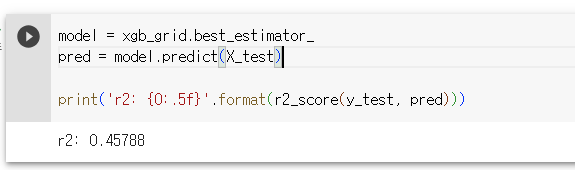 model = xgb_grid.best_estimator_
pred = model.predict(X_test)
print('r2: {0:.5f}'.format(r2_score(y_test, pred)))
r2: 0.45788